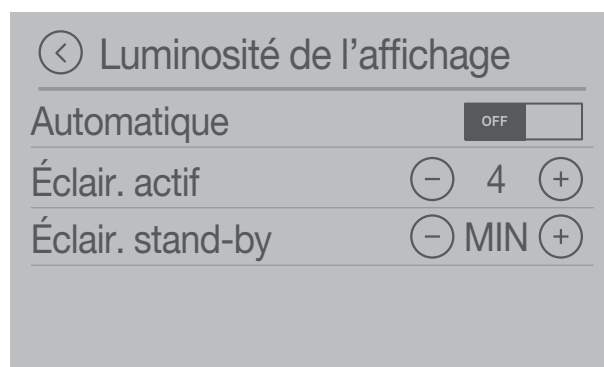 Luminosité de l'affichage
Automatique OFF
Éclair. actif - 4 +
Éclair. stand-by - MIN +